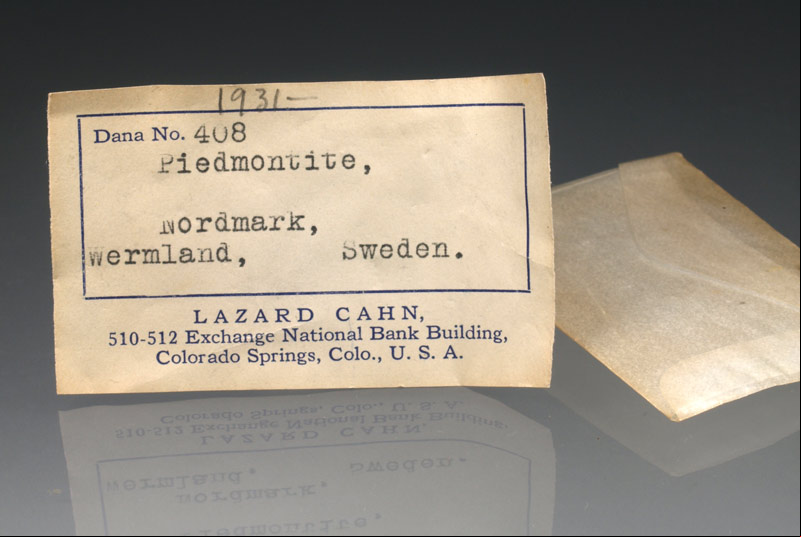 1931—
Dana No. 408
Piedmontite,
Nordmark,
Wermland, Sweden.
LAZARD CAHN,
510-512 Exchange National Bank Building,
Colorado Springs, Colo., U. S. A.